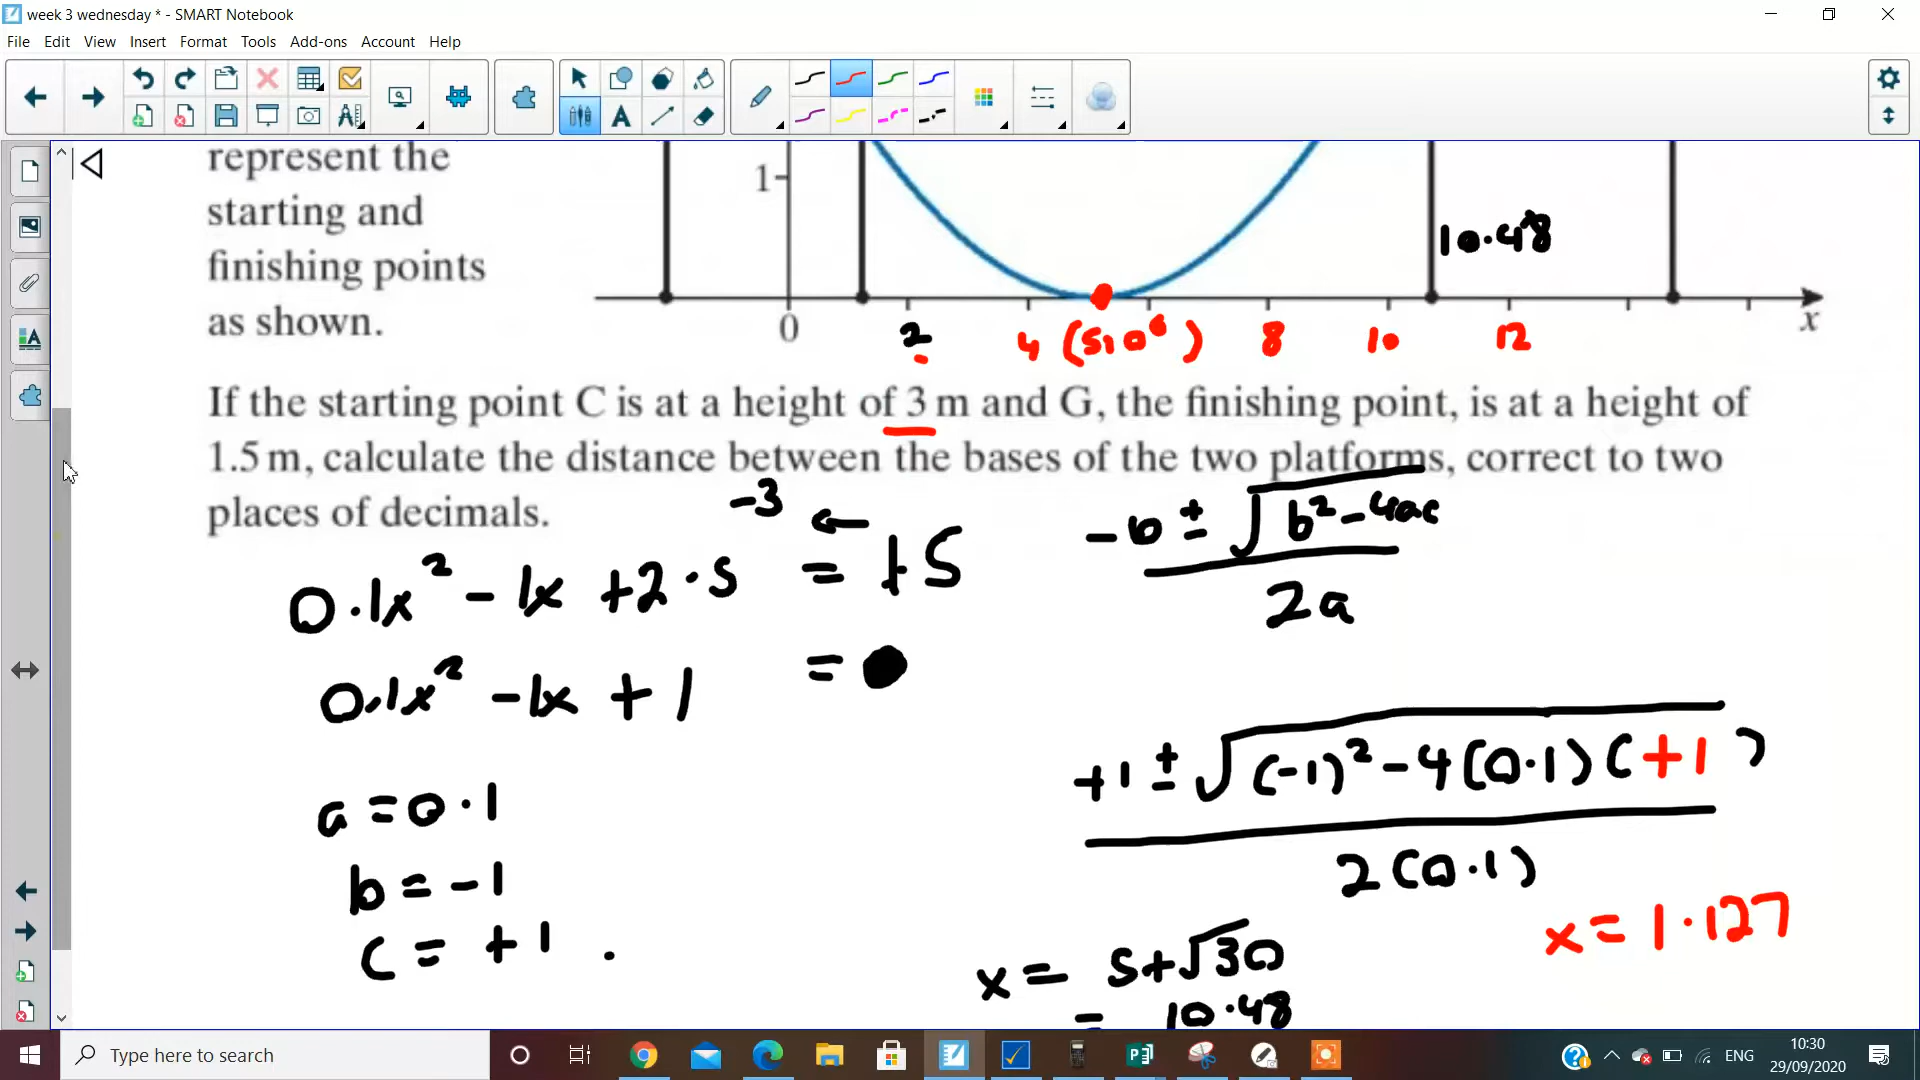 week 3 wednesday * - SMART Notebook
File Edit View Insert Format Tools Add-ons Account Help
represent the
starting and
finishing points
as shown.
1
10.48
0
2
4 (5,0)
8
10
12
x
If the starting point C is at a height of 3 m and G, the finishing point, is at a height of
1.5 m, calculate the distance between the bases of the two platforms, correct to two
places of decimals.
-3
0.1x² - 1x + 2.5 = 1.5
0.1x² - 1x + 1 =
a = 0.1
b = -1
c = +1 .
-b ± √b² - 4ac
2a
+1 ± √(-1)² - 4(0.1)(+1)
2(0.1)
x = 1.127
x = 5+√30
= 10.48
Type here to search
ENG
10:30
29/09/2020